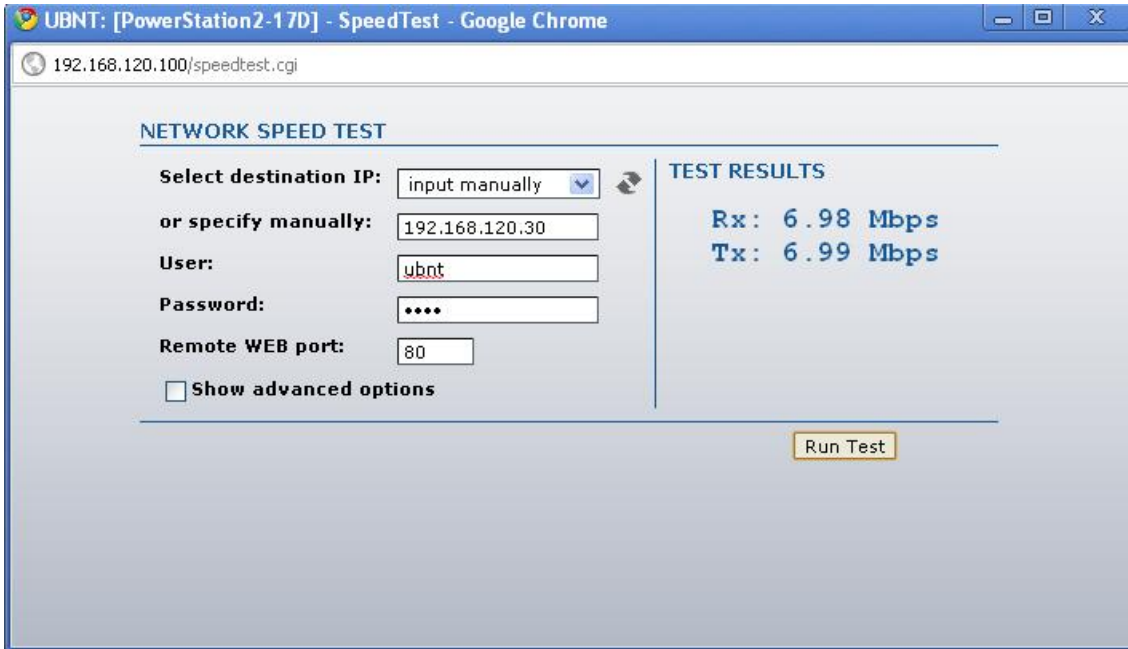 UBNT: [PowerStation2-17D] - SpeedTest - Google Chrome
192.168.120.100/speedtest.cgi
NETWORK SPEED TEST
Select destination IP: input manually
or specify manually: 192.168.120.30
User: ubnt
Password: ••••
Remote WEB port: 80
Show advanced options
TEST RESULTS
Rx: 6.98 Mbps
Tx: 6.99 Mbps
Run Test